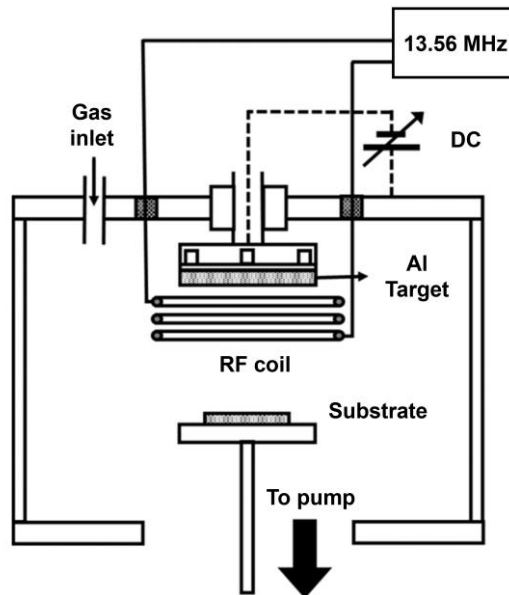 13.56 MHz
Gas
inlet
DC
Al
Target
RF coil
Substrate
To pump